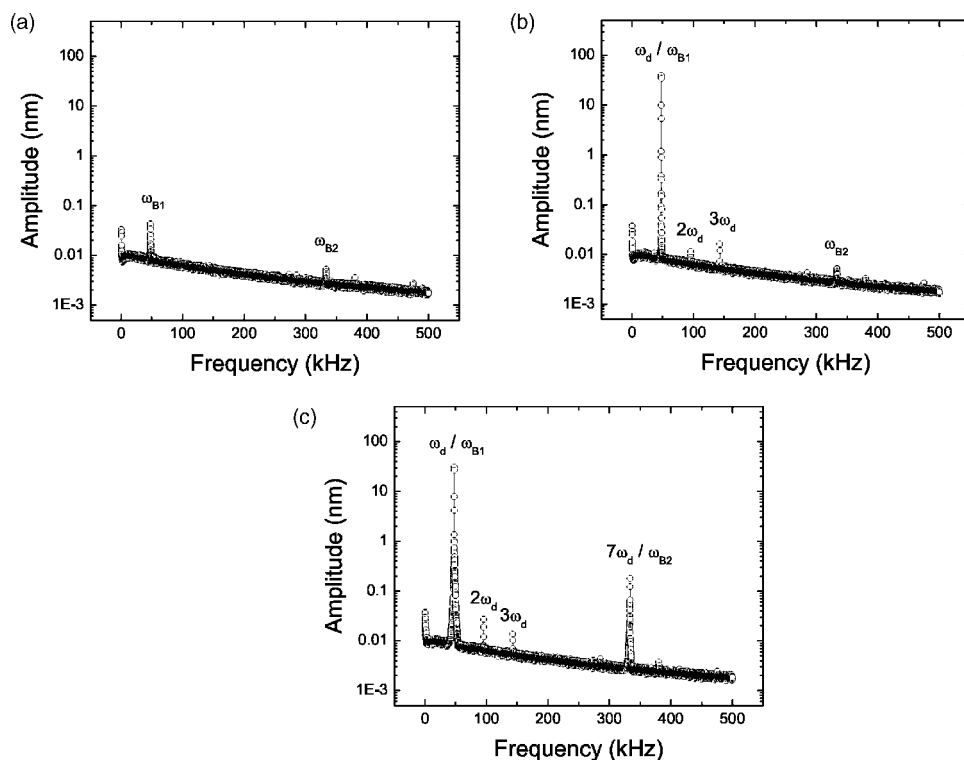 (a)
100
10
1
0.1
0.01
1E-3
Amplitude (nm)
ω_B1
ω_B2
0 100 200 300 400 500
Frequency (kHz)
(b)
100
10
1
0.1
0.01
1E-3
Amplitude (nm)
ω_d / ω_B1
2ω_d
3ω_d
ω_B2
0 100 200 300 400 500
Frequency (kHz)
(c)
100
10
1
0.1
0.01
1E-3
Amplitude (nm)
ω_d / ω_B1
2ω_d
3ω_d
7ω_d / ω_B2
0 100 200 300 400 500
Frequency (kHz)